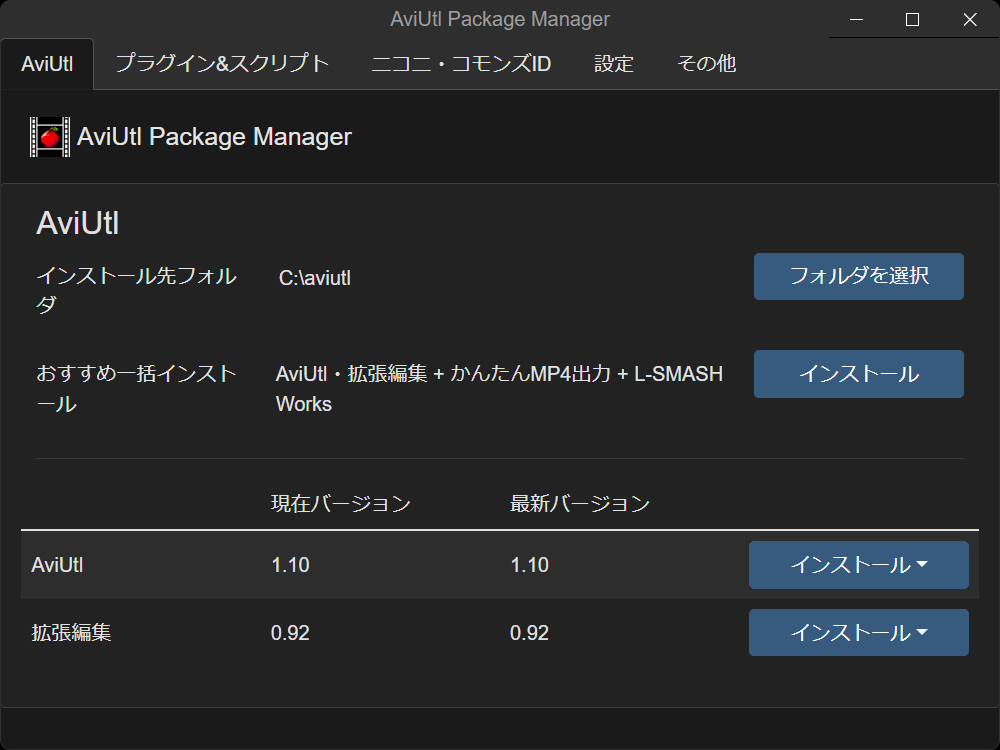 AviUtl Package Manager
AviUtl プラグイン&スクリプト ニコニ・コモンズID 設定 その他
AviUtl Package Manager
AviUtl
インストール先フォル
ダ
C:\aviutl
フォルダを選択
おすすめ一括インスト
ール
AviUtl・拡張編集 + かんたんMP4出力 + L-SMASH
Works
インストール
現在バージョン 最新バージョン
AviUtl 1.10 1.10 インストール
拡張編集 0.92 0.92 インストール